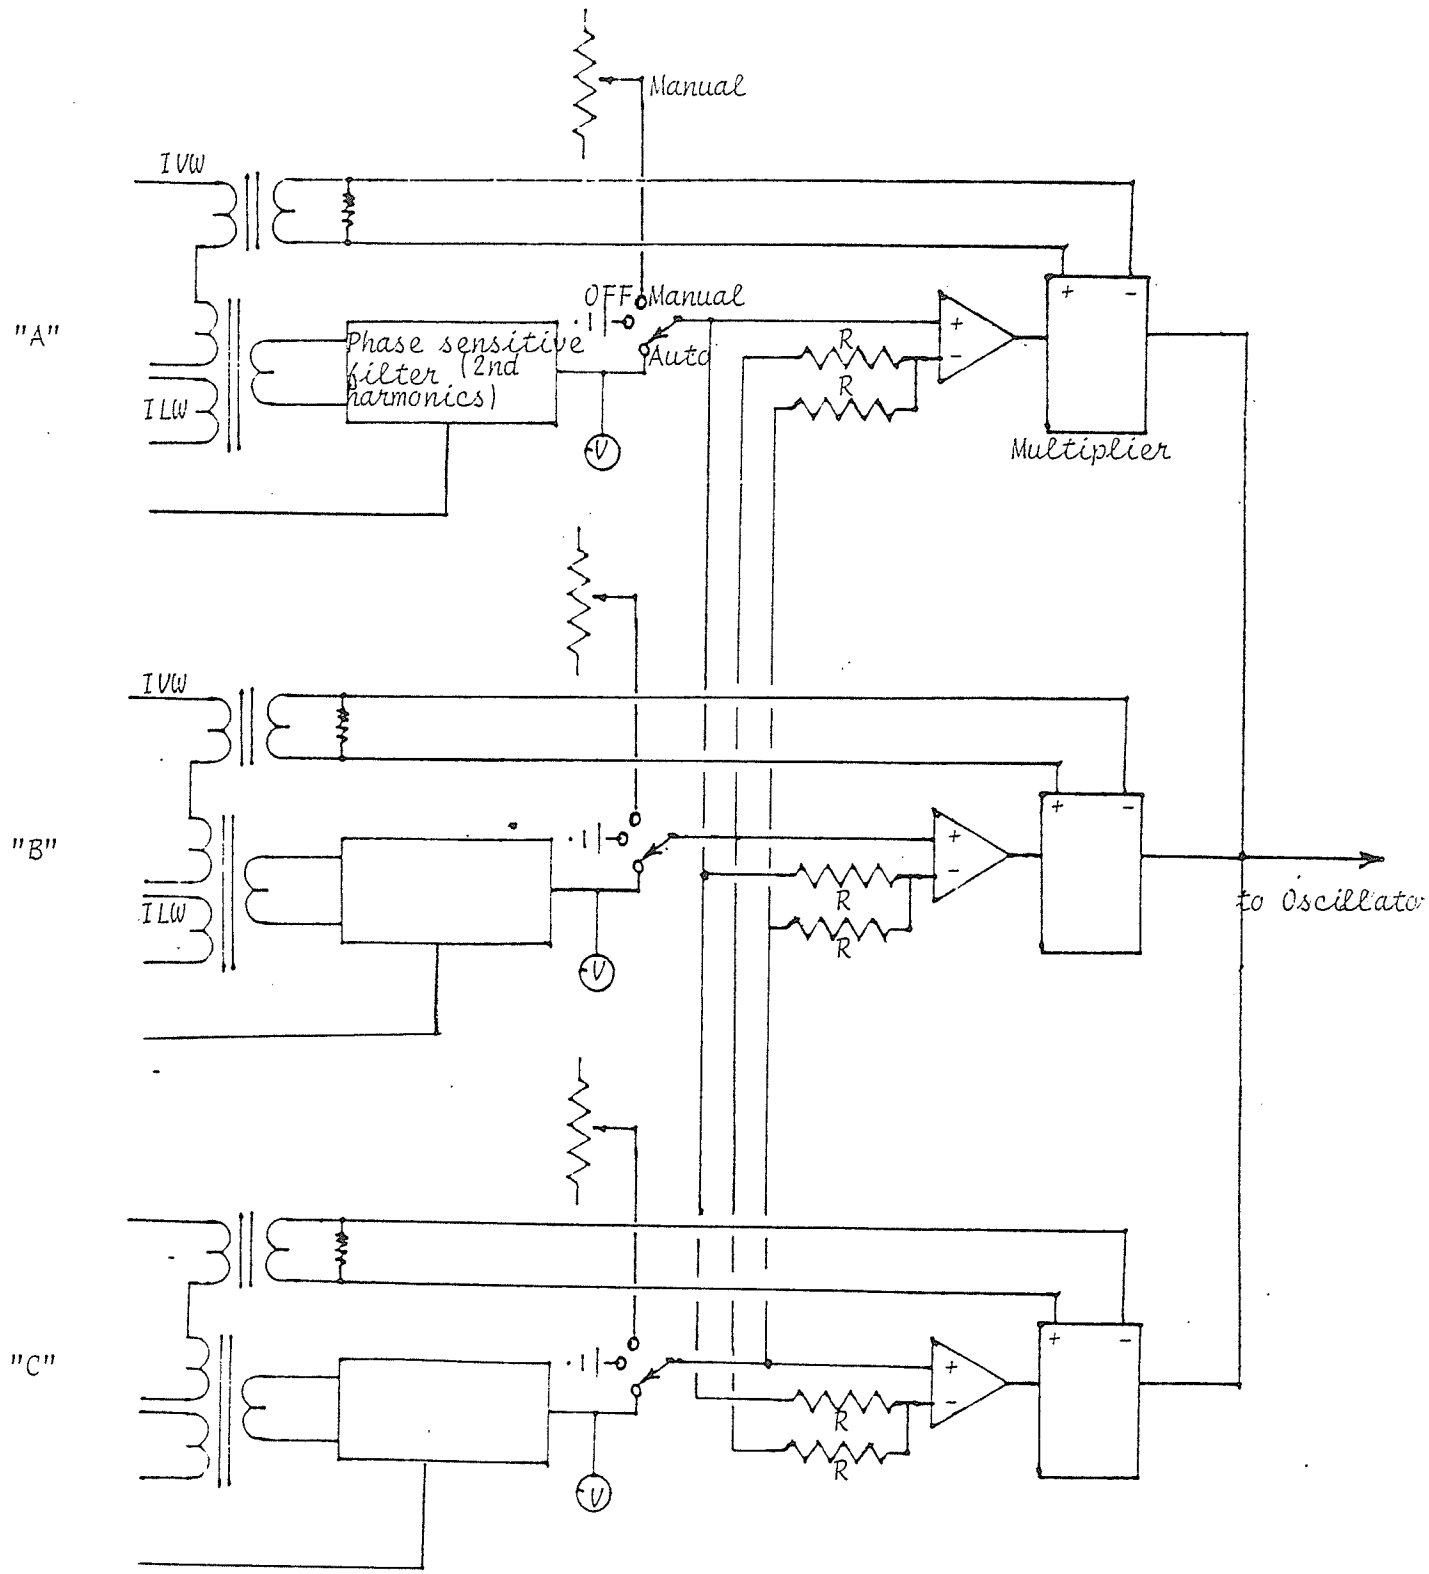 Manual
IVW
OFF Manual
"A"
Phase sensitive
filter (2nd
harmonics)
Auto
R
+
-
+ -
ILW
R
V
Multiplier
IVW
"B"
+ -
+
-
ILW
R
R
V
to Oscillato
"C"
+ -
+
-
R
R
V